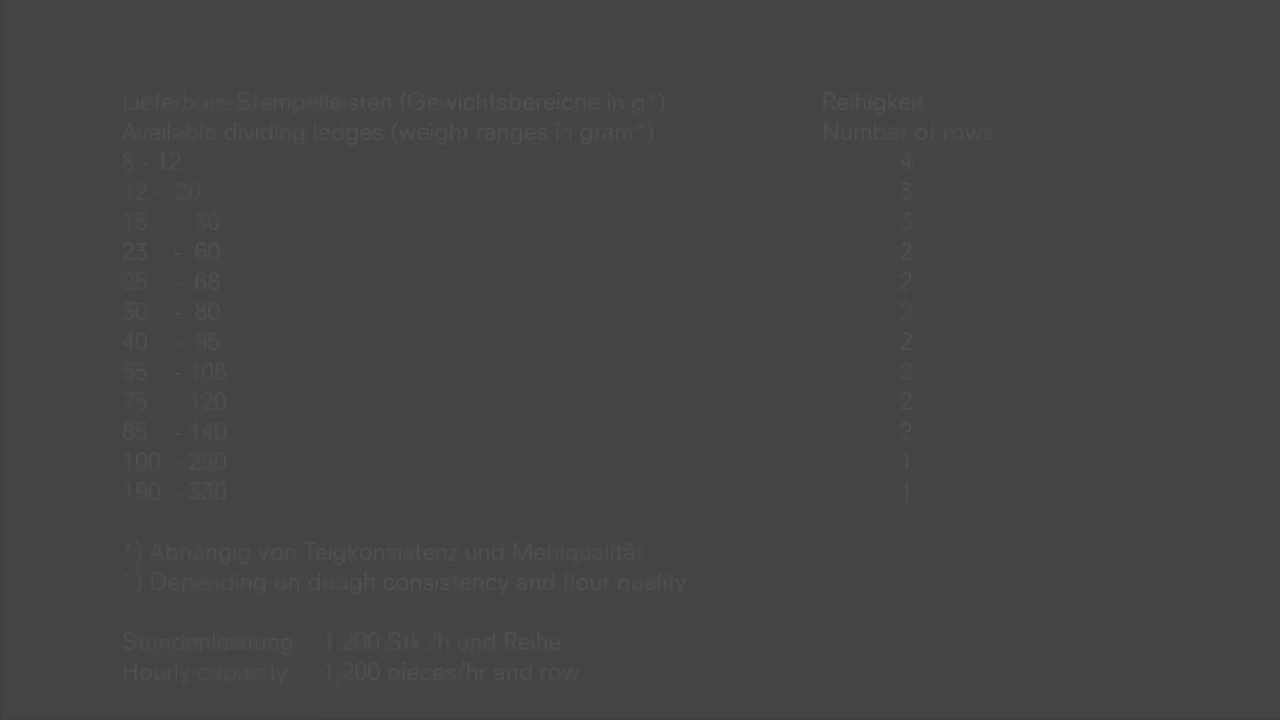 Lieferbare Stempelleisten (Gewichtsbereiche in g*) Reihigkeit
Available dividing ledges (weight ranges in gram*) Number of rows
8 - 12 4
12 - 20 3
18 30 3
23 - 60 2
25 - 68 2
30 - 80 2
40 - 95 2
55 - 108 2
75 - 120 2
85 - 140 2
100 - 250 1
190 - 330 1
*) Abhängig von Teigkonsistenz und Mehlqualität
*) Depending on dough consistency and flour quality
Stundenleistung: 1.200 Stk./h und Reihe
Hourly capacity: 1,200 pieces/hr and row